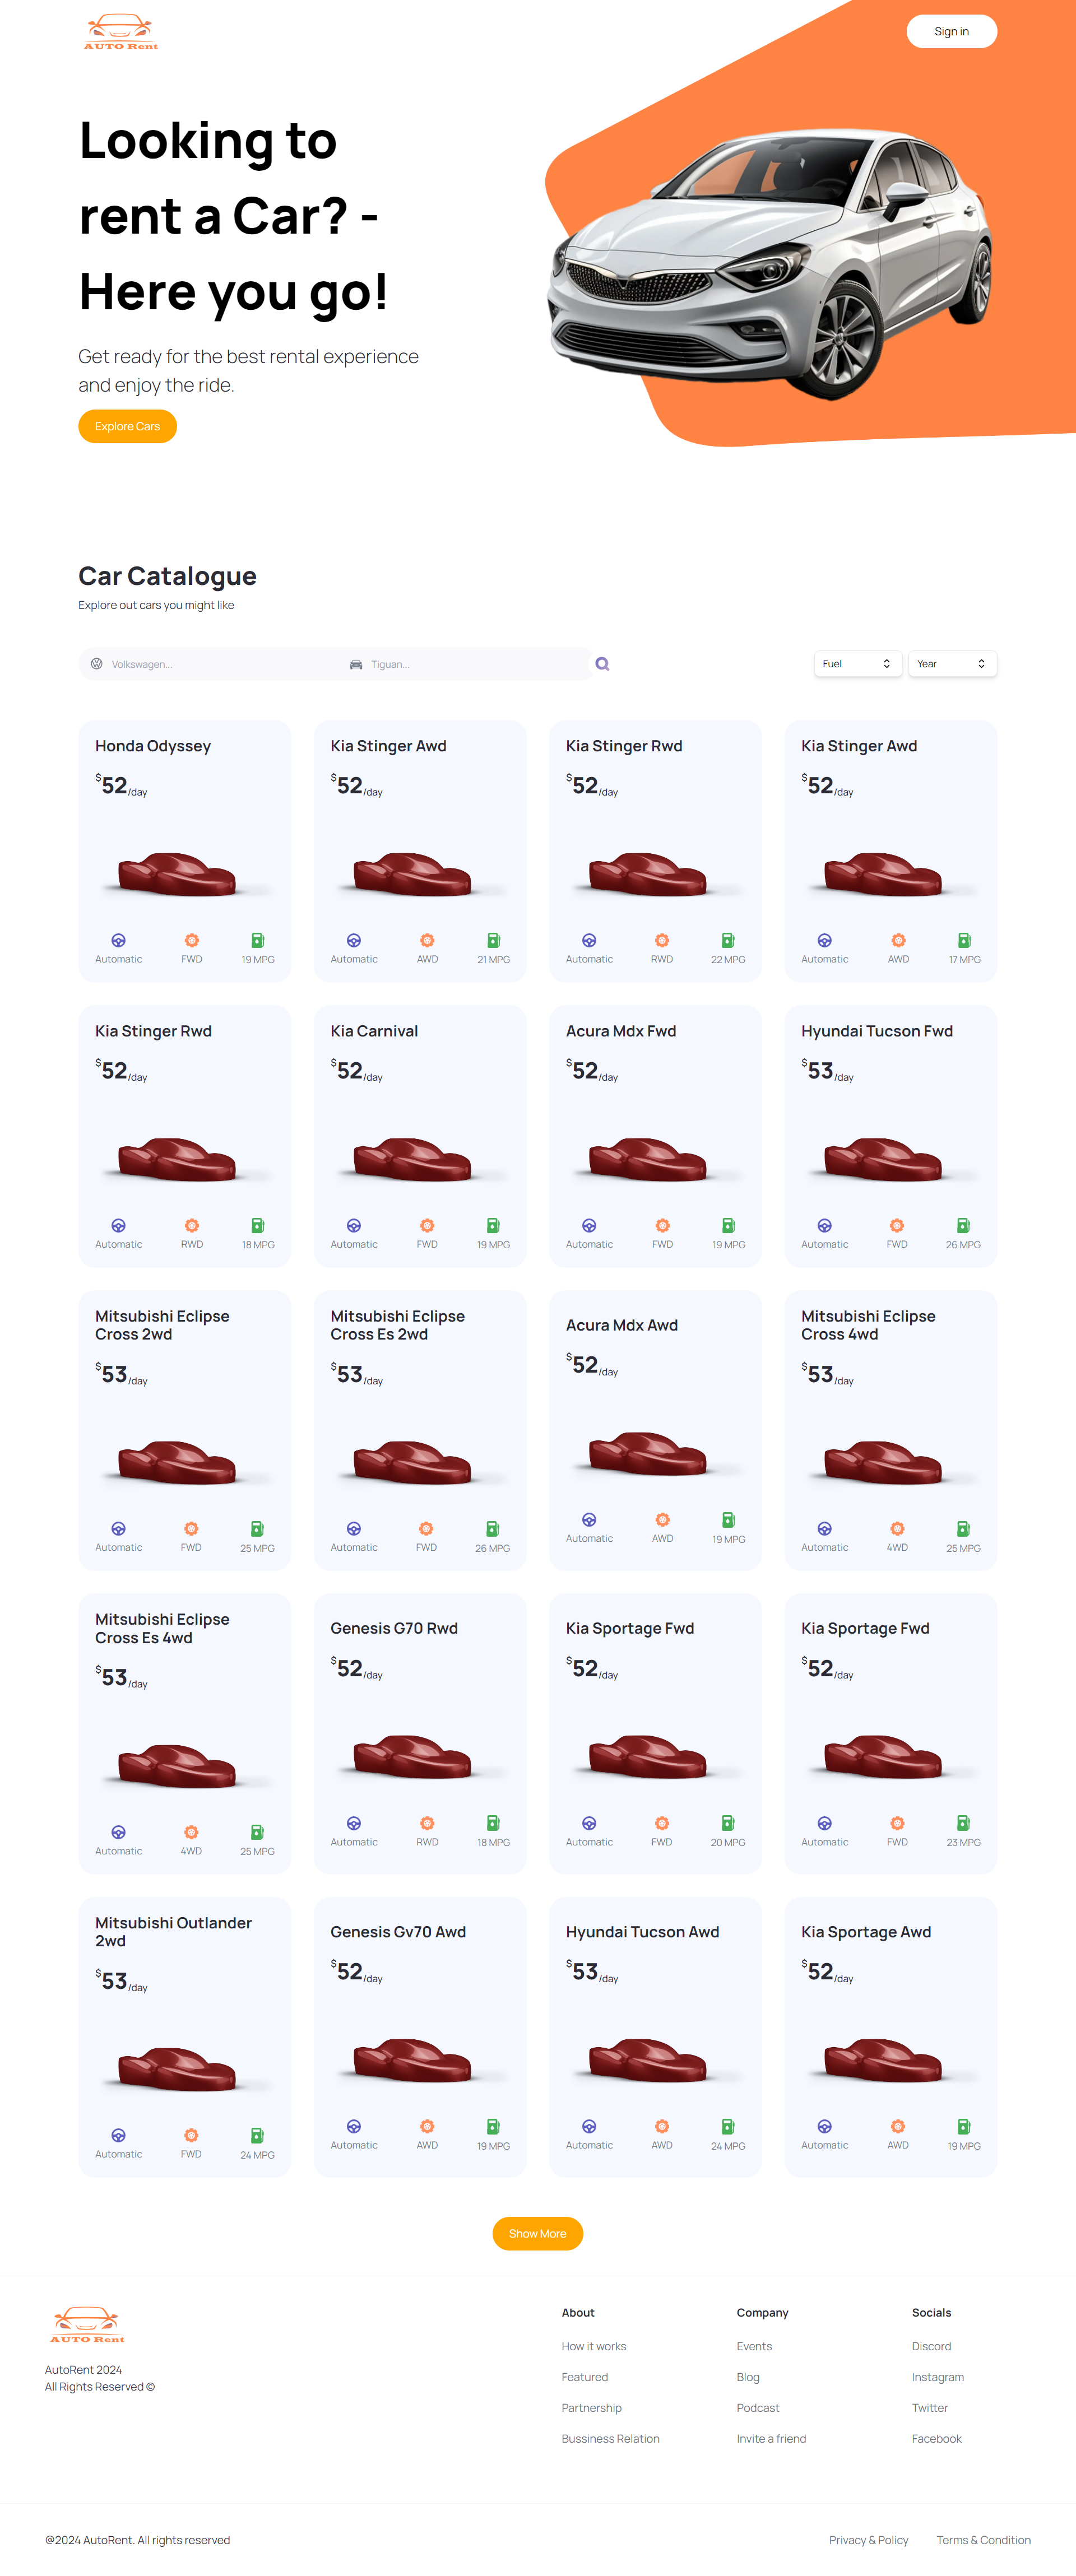 AUTO Rent
Sign in
Looking to
rent a Car? -
Here you go!
Get ready for the best rental experience
and enjoy the ride.
Explore Cars
Car Catalogue
Explore out cars you might like
Volkswagen...
Tiguan...
Fuel
Year
Honda Odyssey
$52/day
Automatic FWD 19 MPG
Kia Stinger Awd
$52/day
Automatic AWD 21 MPG
Kia Stinger Rwd
$52/day
Automatic RWD 22 MPG
Kia Stinger Awd
$52/day
Automatic AWD 17 MPG
Kia Stinger Rwd
$52/day
Automatic RWD 18 MPG
Kia Carnival
$52/day
Automatic FWD 19 MPG
Acura Mdx Fwd
$52/day
Automatic FWD 19 MPG
Hyundai Tucson Fwd
$53/day
Automatic FWD 26 MPG
Mitsubishi Eclipse
Cross 2wd
$53/day
Automatic FWD 25 MPG
Mitsubishi Eclipse
Cross Es 2wd
$53/day
Automatic FWD 26 MPG
Acura Mdx Awd
$52/day
Automatic AWD 19 MPG
Mitsubishi Eclipse
Cross 4wd
$53/day
Automatic 4WD 25 MPG
Mitsubishi Eclipse
Cross Es 4wd
$53/day
Automatic 4WD 25 MPG
Genesis G70 Rwd
$52/day
Automatic RWD 18 MPG
Kia Sportage Fwd
$52/day
Automatic FWD 20 MPG
Kia Sportage Fwd
$52/day
Automatic FWD 23 MPG
Mitsubishi Outlander
2wd
$53/day
Automatic FWD 24 MPG
Genesis Gv70 Awd
$52/day
Automatic AWD 19 MPG
Hyundai Tucson Awd
$53/day
Automatic AWD 24 MPG
Kia Sportage Awd
$52/day
Automatic AWD 19 MPG
Show More
AUTO Rent
AutoRent 2024
All Rights Reserved ©
About
How it works
Featured
Partnership
Bussiness Relation
Company
Events
Blog
Podcast
Invite a friend
Socials
Discord
Instagram
Twitter
Facebook
@2024 AutoRent. All rights reserved
Privacy & Policy
Terms & Condition